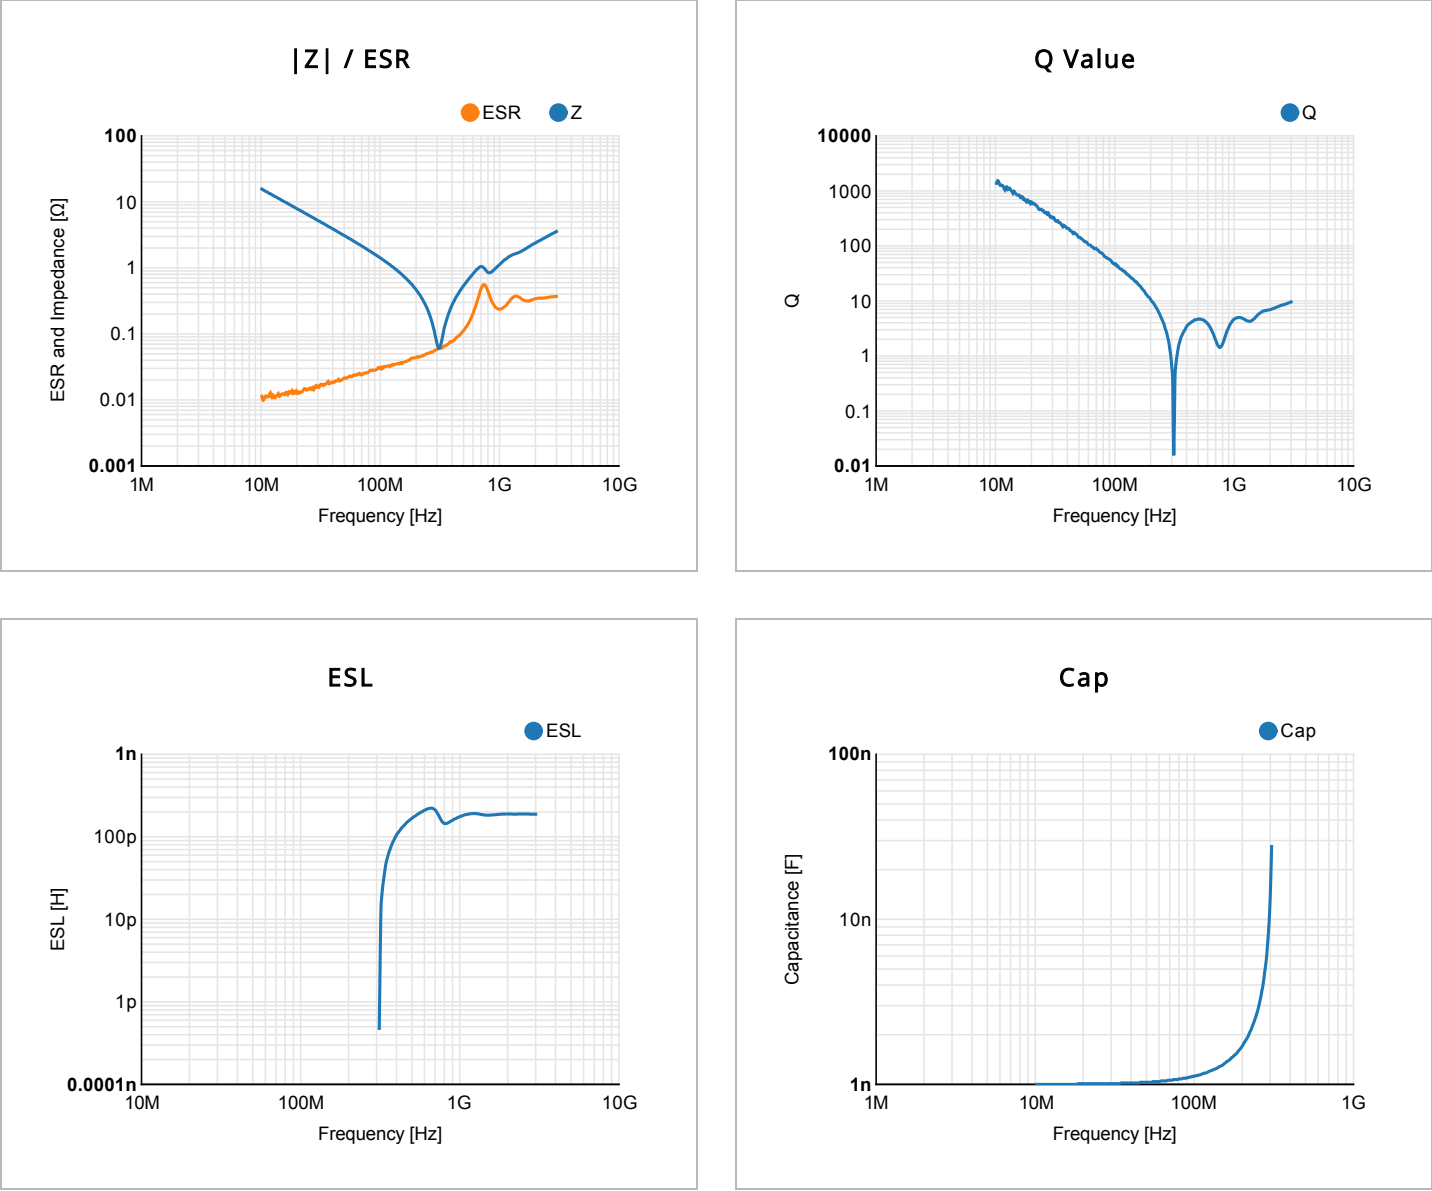 |Z| / ESR
ESR Z
100
10
1
0.1
0.01
0.001
ESR and Impedance [Ω]
1M 10M 100M 1G 10G
Frequency [Hz]
Q Value
Q
10000
1000
100
10
1
0.1
0.01
Q
1M 10M 100M 1G 10G
Frequency [Hz]
ESL
ESL
1n
100p
10p
1p
0.0001n
ESL [H]
10M 100M 1G 10G
Frequency [Hz]
Cap
Cap
100n
10n
1n
Capacitance [F]
1M 10M 100M 1G
Frequency [Hz]